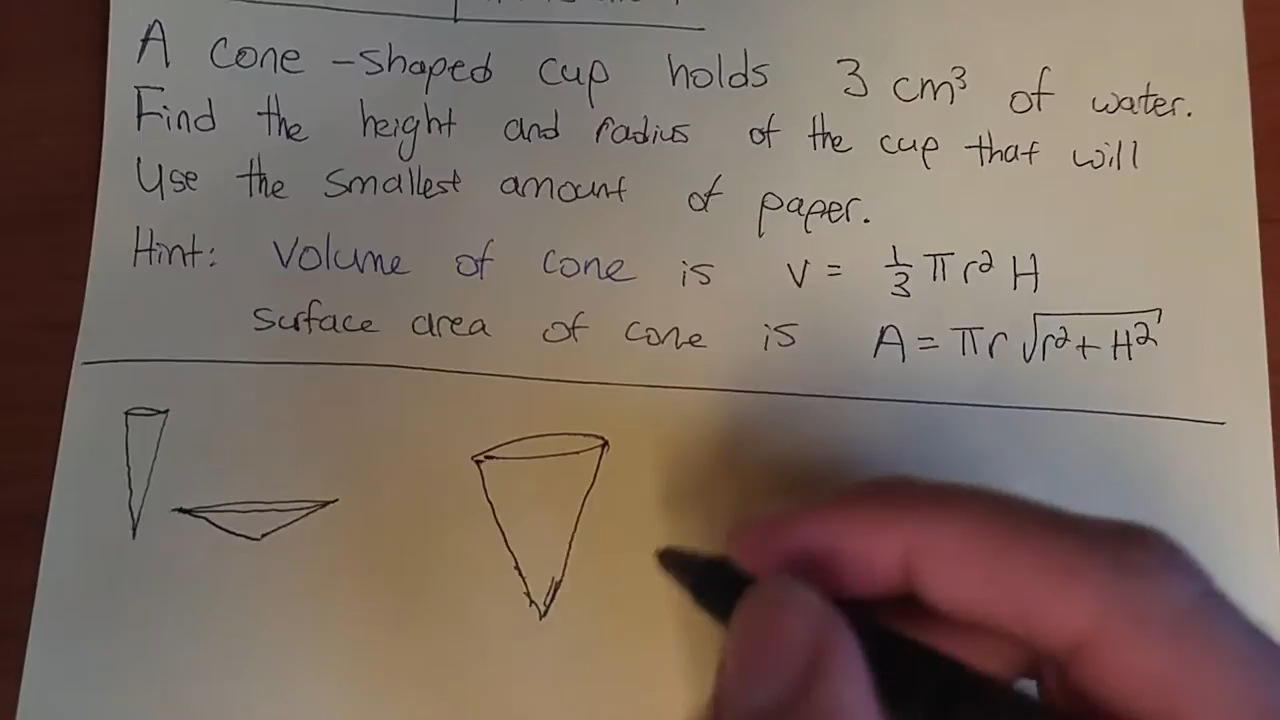 A cone-shaped cup holds 3 cm³ of water.
Find the height and radius of the cup that will
Use the smallest amount of paper.
Hint: Volume of cone is V = 1/3 πr² H
surface area of cone is A = πr √(r² + H²)